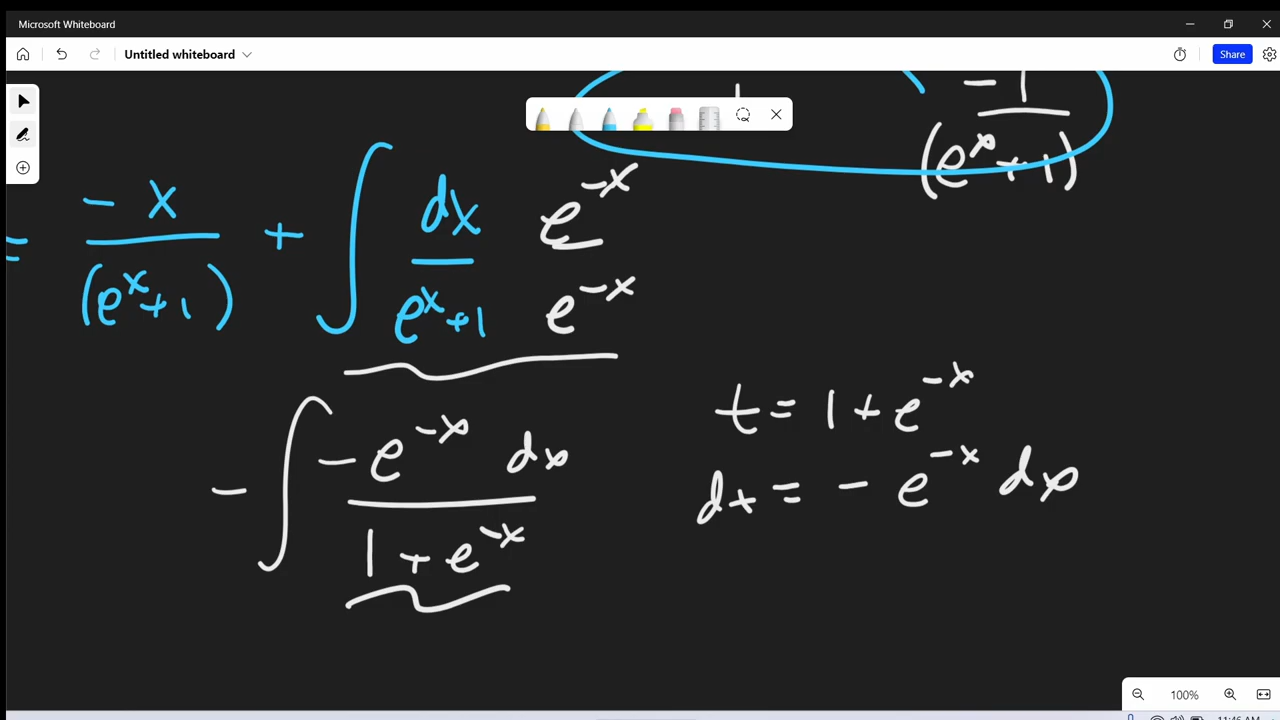 Microsoft Whiteboard
Untitled whiteboard
Share
-1
(e^x + 1)
= -x/(e^x+1) + ∫ dx/(e^x+1) e^-x/e^-x
- ∫ -e^-x dx / (1 + e^-x)
t = 1 + e^-x
dt = - e^-x dx
100%